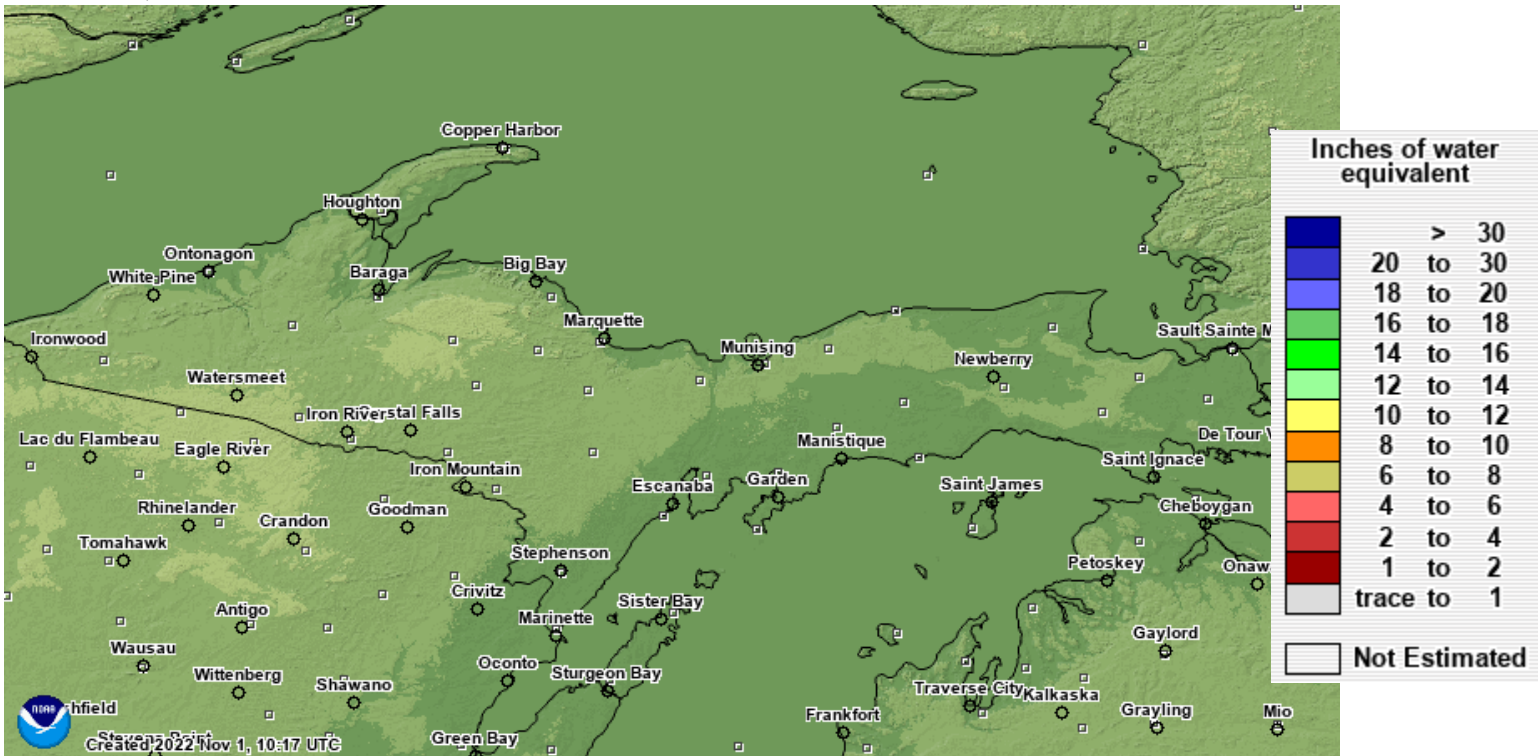 Copper Harbor
Houghton
Ontonagon
White Pine
Baraga
Big Bay
Marquette
Ironwood
Munising
Sault Sainte M
Newberry
Watersmeet
Iron River
stal Falls
Lac du Flambeau
Eagle River
Iron Mountain
Manistique
De Tour V
Saint Ignace
Escanaba
Garden
Saint James
Rhinelander
Crandon
Goodman
Cheboygan
Tomahawk
Stephenson
Petoskey
Onaw
Crivitz
Sister Bay
Antigo
Marinette
Gaylord
Wausau
Wittenberg
Shawano
Oconto
Sturgeon Bay
Traverse City
Kalkaska
hfield
Frankfort
Grayling
Mio
Green Bay
NOAA
Created 2022 Nov 1, 10:17 UTC
Inches of water
equivalent
> 30
20 to 30
18 to 20
16 to 18
14 to 16
12 to 14
10 to 12
8 to 10
6 to 8
4 to 6
2 to 4
1 to 2
trace to 1
Not Estimated